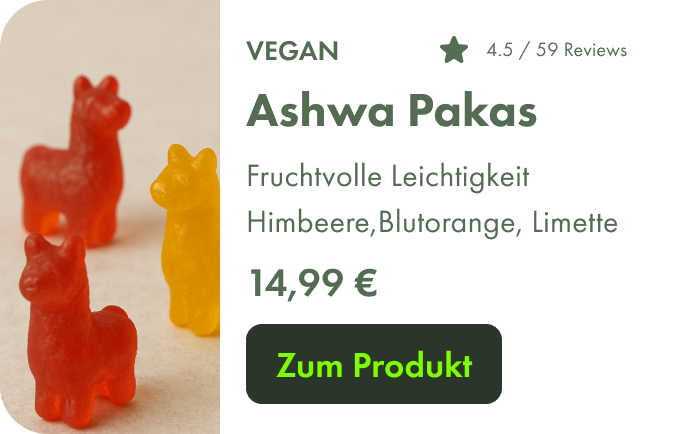 VEGAN
4.5 / 59 Reviews
Ashwa Pakas
Fruchtvolle Leichtigkeit
Himbeere,Blutorange, Limette
14,99 €
Zum Produkt